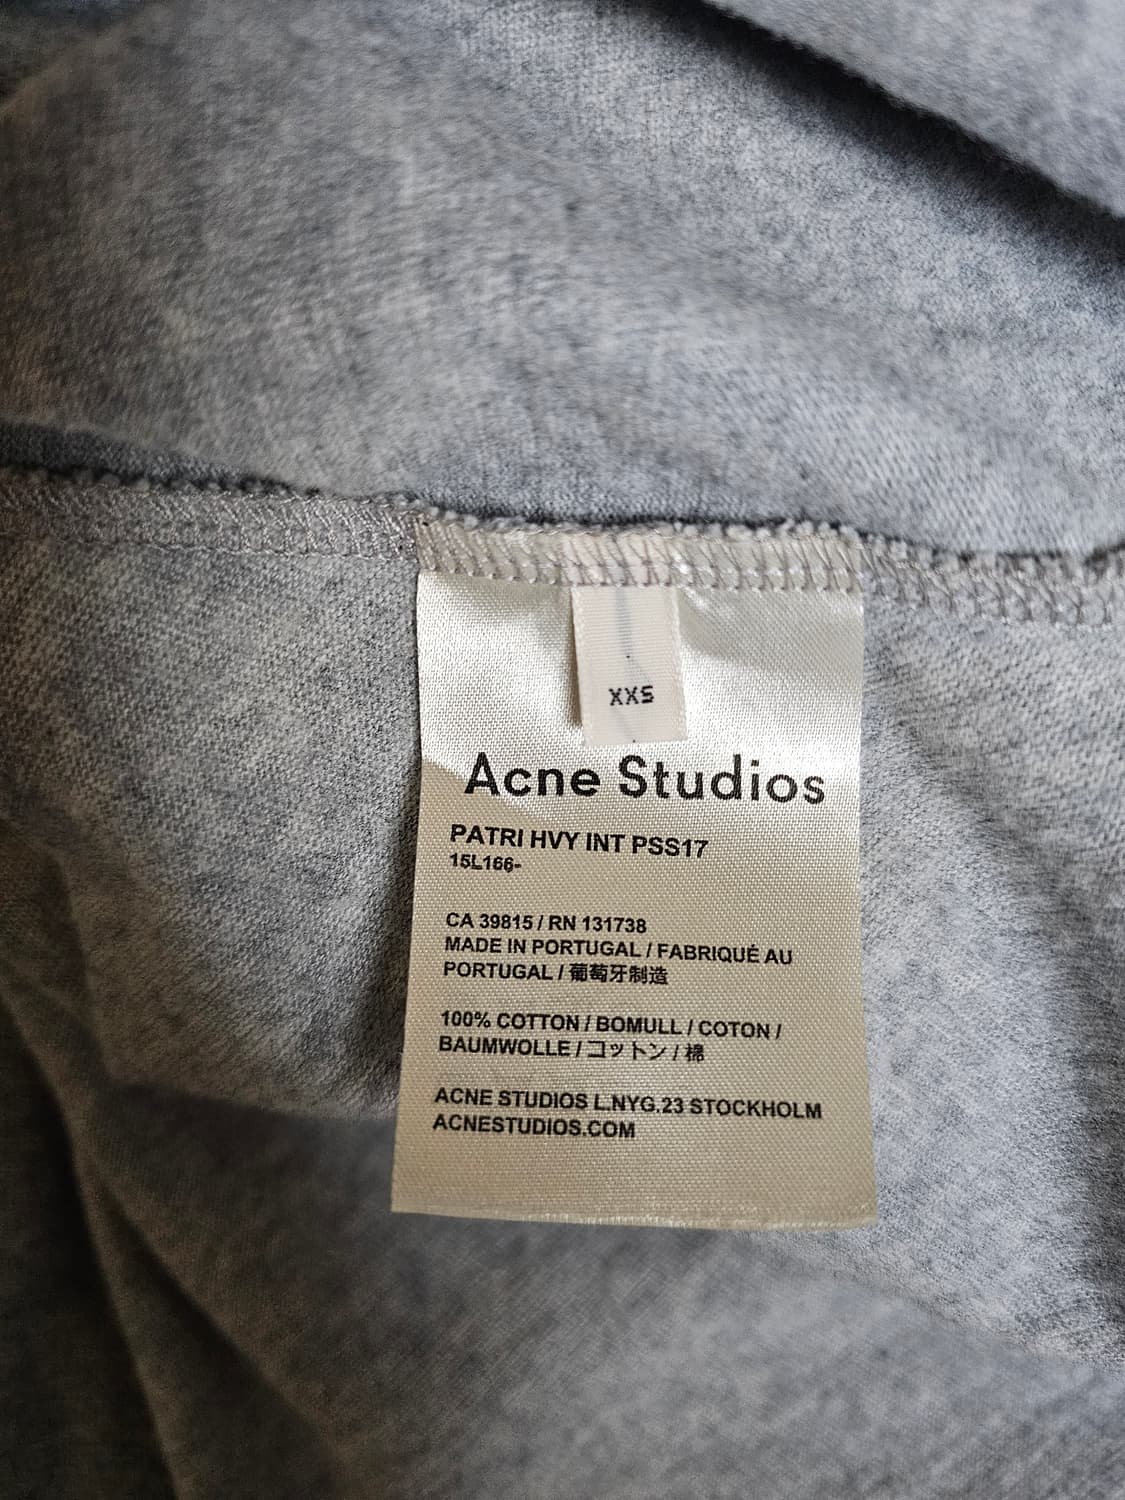 XXS
Acne Studios
PATRI HVY INT PSS17
15L166-
CA 39815 / RN 131738
MADE IN PORTUGAL / FABRIQUÉ AU
PORTUGAL / 葡萄牙制造
100% COTTON / BOMULL / COTON /
BAUMWOLLE / コットン / 棉
ACNE STUDIOS L.NYG.23 STOCKHOLM
ACNESTUDIOS.COM